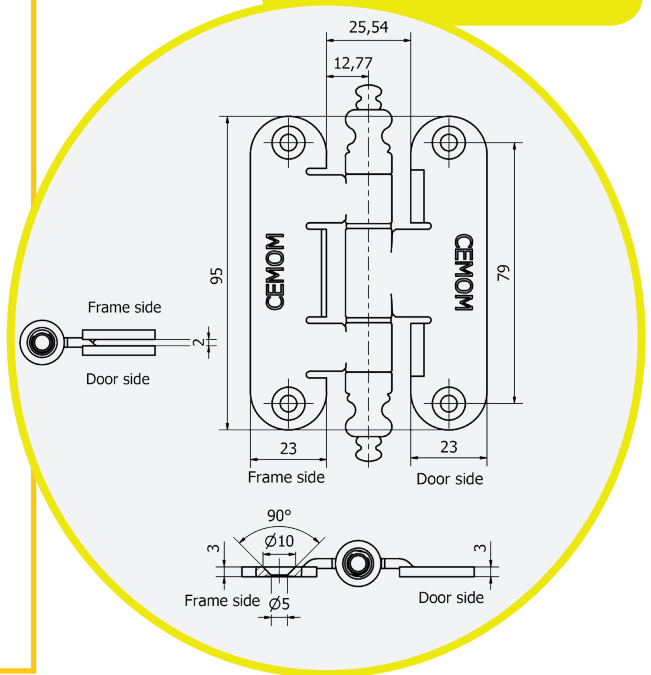 25,54
12,77
CEMOM
CEMOM
95
79
Frame side
2
Door side
23
23
Frame side
Door side
90°
Ø10
3
3
Frame side
Ø5
Door side